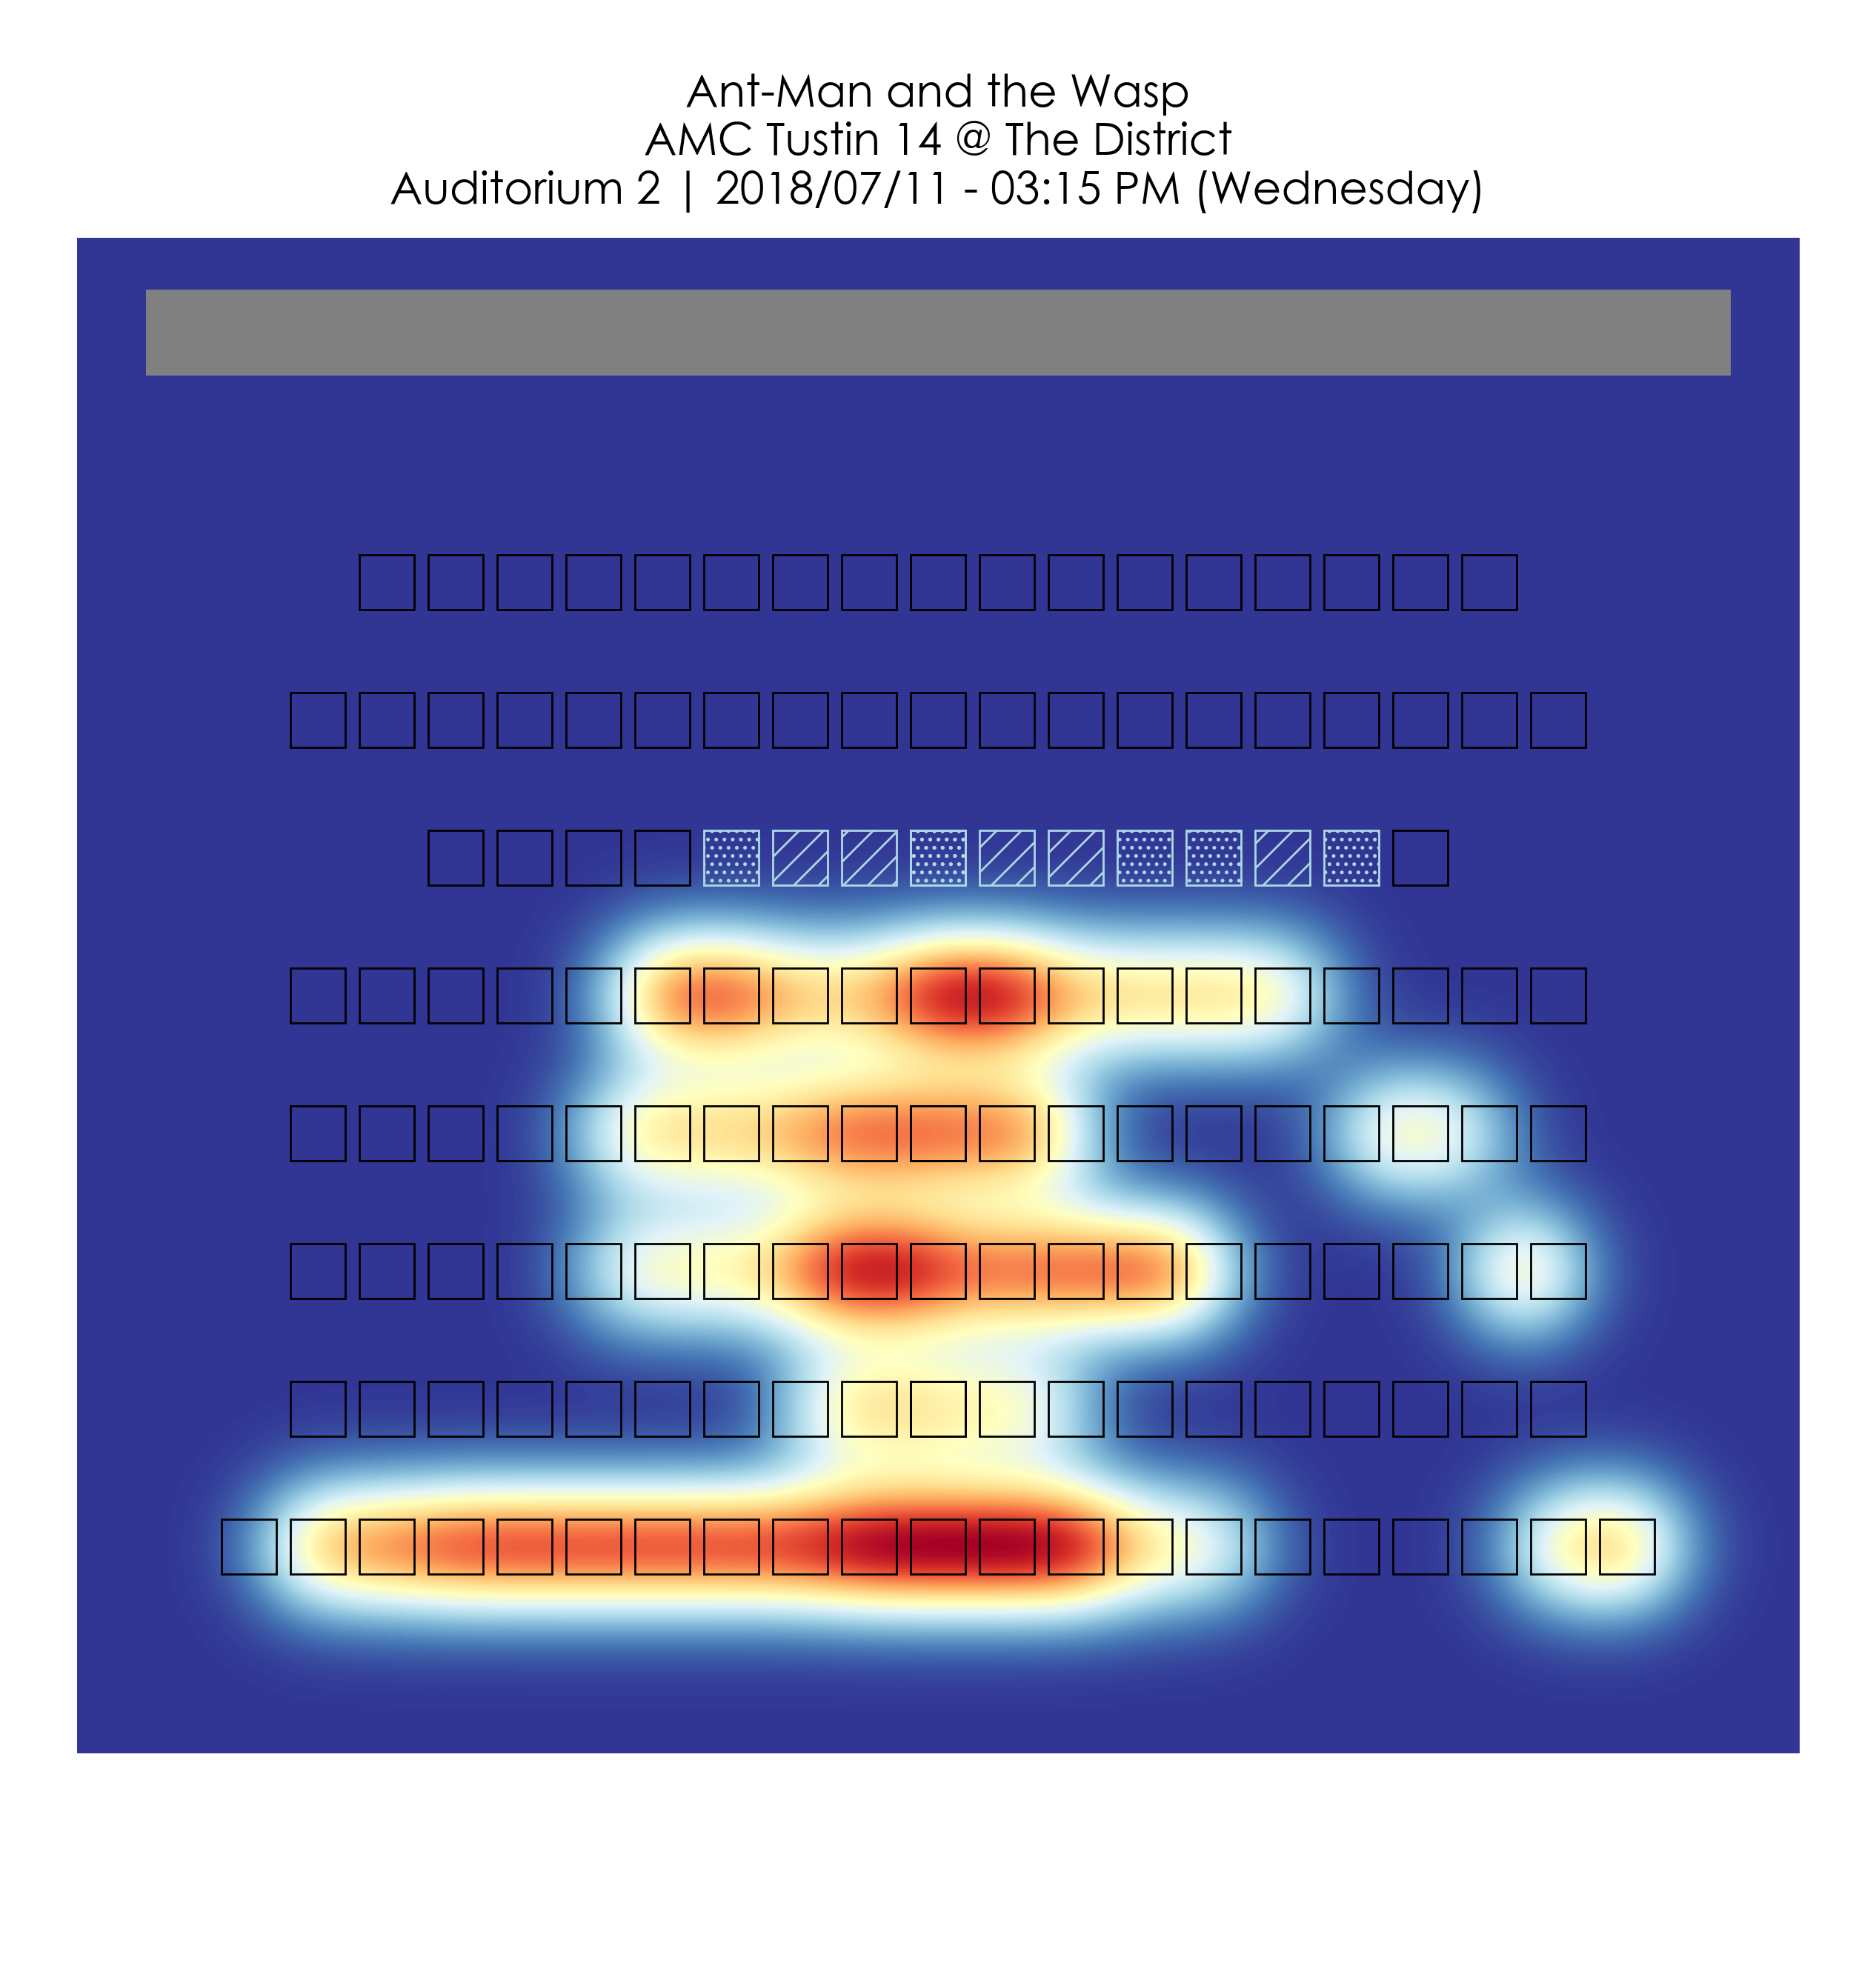 Ant-Man and the Wasp
AMC Tustin 14 @ The District
Auditorium 2 | 2018/07/11 - 03:15 PM (Wednesday)